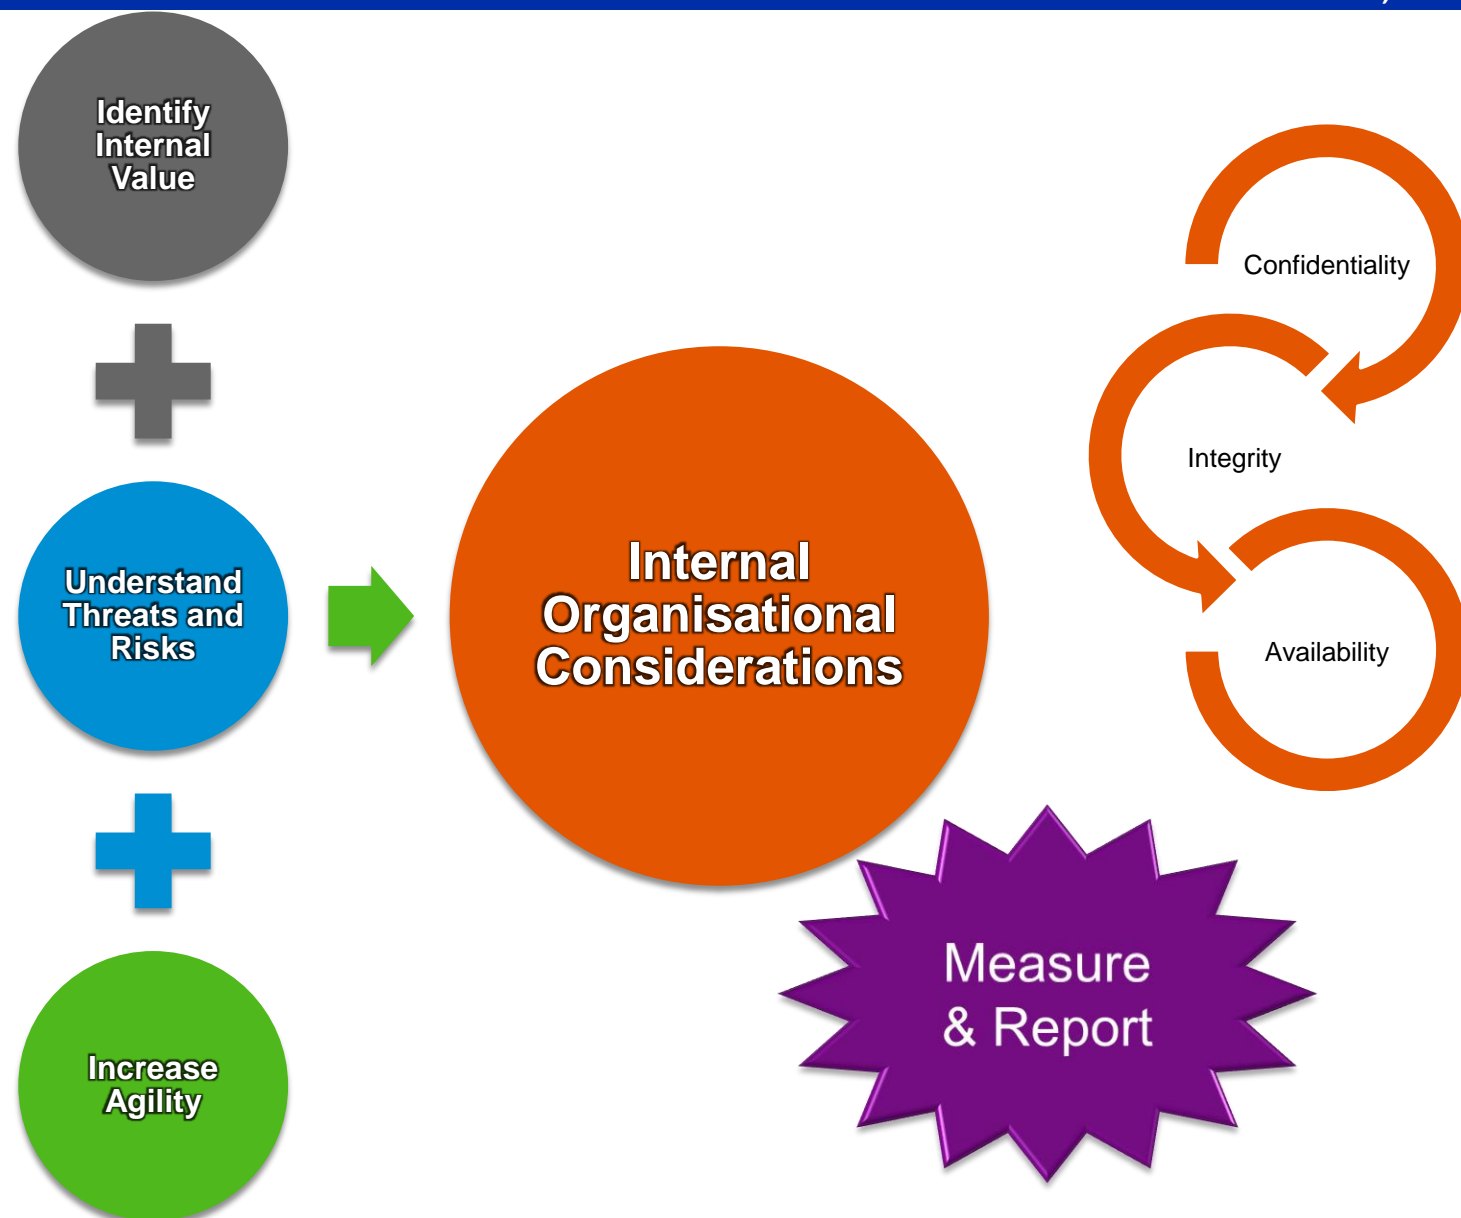 Identify
Internal
Value
Understand
Threats and
Risks
Increase
Agility
Internal
Organisational
Considerations
Confidentiality
Integrity
Availability
Measure
& Report